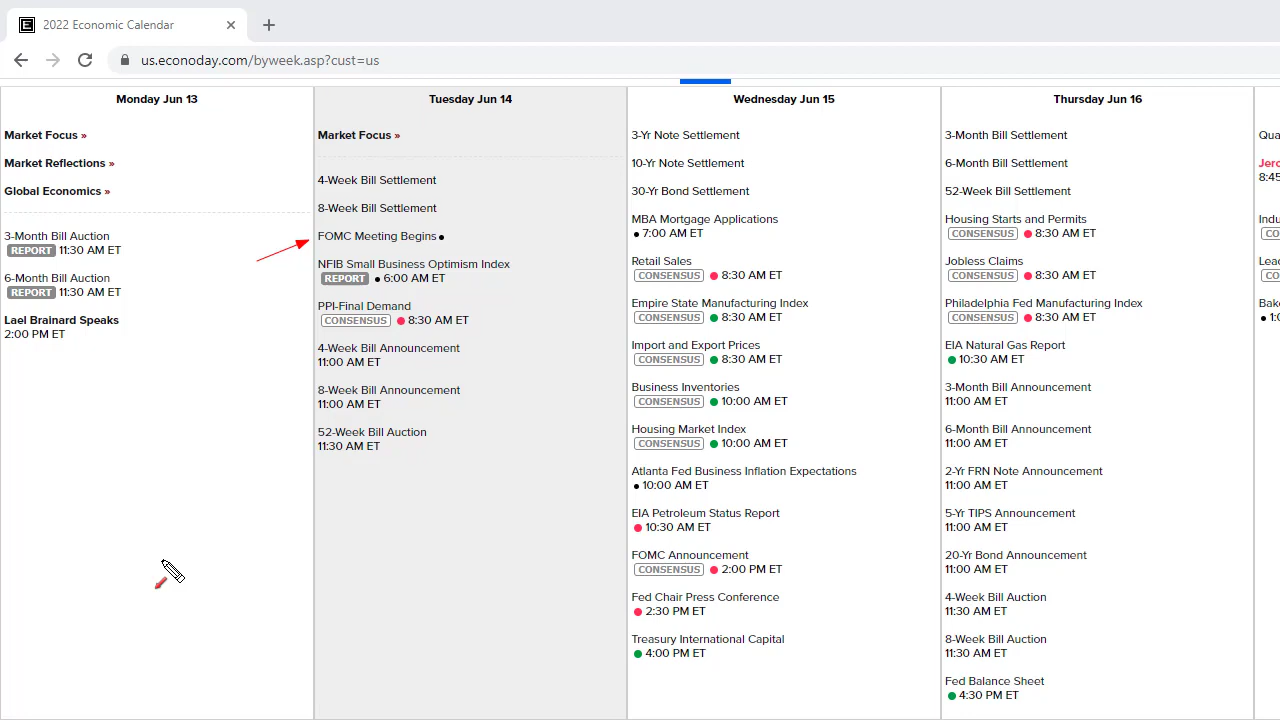 2022 Economic Calendar
us.econoday.com/byweek.asp?cust=us
Monday Jun 13
Market Focus »
Market Reflections »
Global Economics »
3-Month Bill Auction
REPORT 11:30 AM ET
6-Month Bill Auction
REPORT 11:30 AM ET
Lael Brainard Speaks
2:00 PM ET
Tuesday Jun 14
Market Focus »
4-Week Bill Settlement
8-Week Bill Settlement
FOMC Meeting Begins
NFIB Small Business Optimism Index
REPORT 6:00 AM ET
PPI-Final Demand
CONSENSUS 8:30 AM ET
4-Week Bill Announcement
11:00 AM ET
8-Week Bill Announcement
11:00 AM ET
52-Week Bill Auction
11:30 AM ET
Wednesday Jun 15
3-Yr Note Settlement
10-Yr Note Settlement
30-Yr Bond Settlement
MBA Mortgage Applications
7:00 AM ET
Retail Sales
CONSENSUS 8:30 AM ET
Empire State Manufacturing Index
CONSENSUS 8:30 AM ET
Import and Export Prices
CONSENSUS 8:30 AM ET
Business Inventories
CONSENSUS 10:00 AM ET
Housing Market Index
CONSENSUS 10:00 AM ET
Atlanta Fed Business Inflation Expectations
10:00 AM ET
EIA Petroleum Status Report
10:30 AM ET
FOMC Announcement
CONSENSUS 2:00 PM ET
Fed Chair Press Conference
2:30 PM ET
Treasury International Capital
4:00 PM ET
Thursday Jun 16
3-Month Bill Settlement
6-Month Bill Settlement
52-Week Bill Settlement
Housing Starts and Permits
CONSENSUS 8:30 AM ET
Jobless Claims
CONSENSUS 8:30 AM ET
Philadelphia Fed Manufacturing Index
CONSENSUS 8:30 AM ET
EIA Natural Gas Report
10:30 AM ET
3-Month Bill Announcement
11:00 AM ET
6-Month Bill Announcement
11:00 AM ET
2-Yr FRN Note Announcement
11:00 AM ET
5-Yr TIPS Announcement
11:00 AM ET
20-Yr Bond Announcement
11:00 AM ET
4-Week Bill Auction
11:30 AM ET
8-Week Bill Auction
11:30 AM ET
Fed Balance Sheet
4:30 PM ET